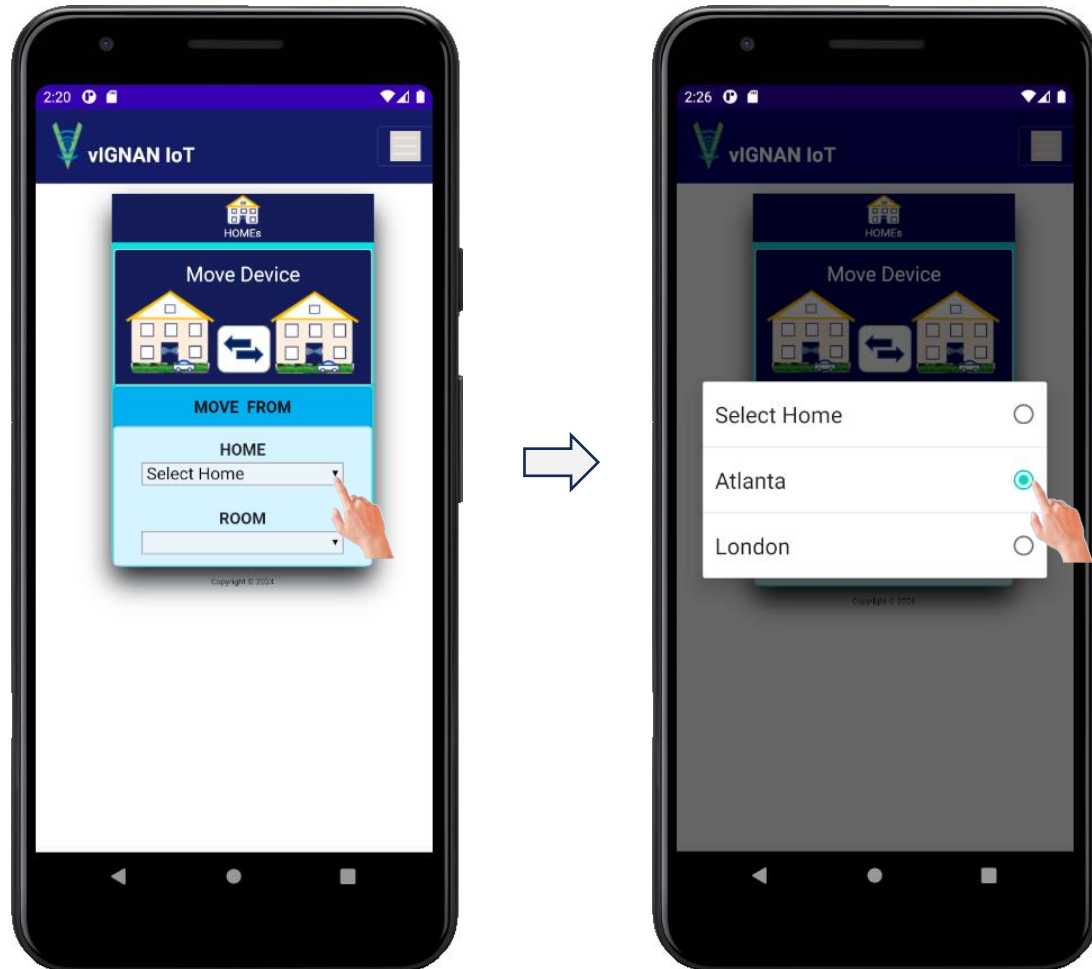 2:20
vIGNAN IoT
HOMEs
Move Device
MOVE FROM
HOME
Select Home
ROOM
Copyright © 2024
2:26
vIGNAN IoT
HOMEs
Move Device
Select Home
Atlanta
London
Copyright © 2024